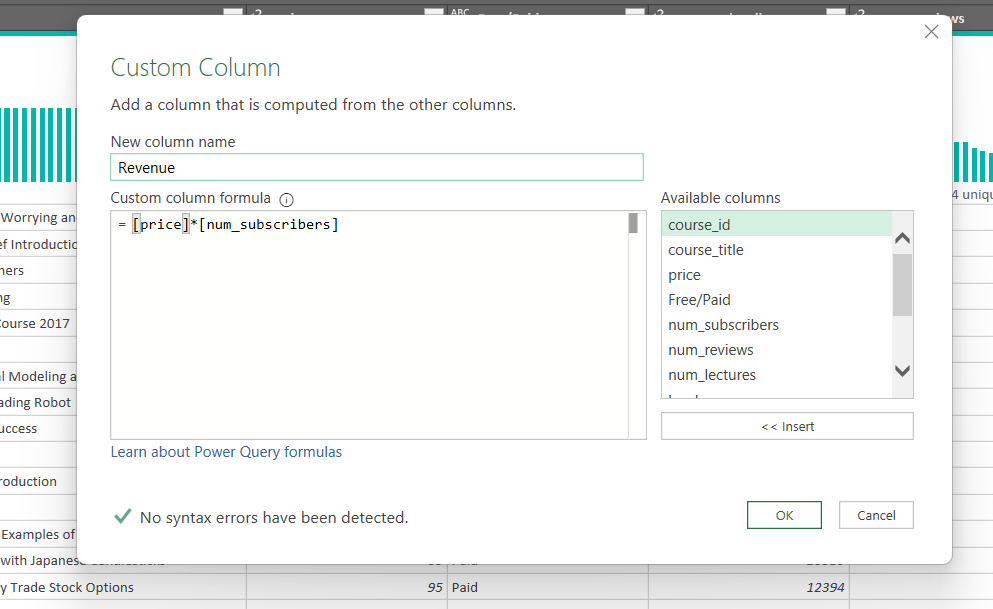 ABC
ws
Custom Column
Add a column that is computed from the other columns.
New column name
Revenue
Custom column formula
Available columns
= [price]*[num_subscribers]
course_id
course_title
price
Free/Paid
num_subscribers
num_reviews
num_lectures
<< Insert
Learn about Power Query formulas
No syntax errors have been detected.
OK
Cancel
4 uniqu
Worrying an
ef Introductio
ners
ng
Course 2017
al Modeling a
ading Robot
uccess
roduction
Examples of
with Japanese
y Trade Stock Options
95
Paid
12394